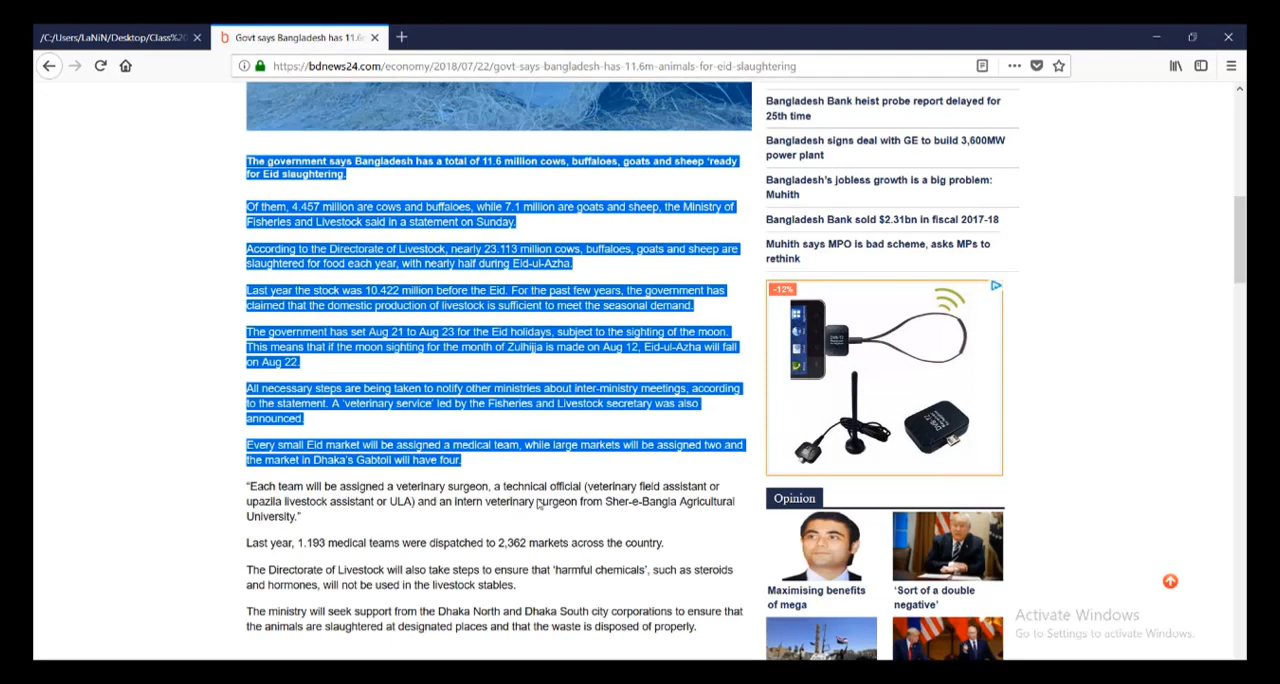 /C:/Users/LaNiN/Desktop/Class%20
Govt says Bangladesh has 11.6
https://bdnews24.com/economy/2018/07/22/govt-says-bangladesh-has-11.6m-animals-for-eid-slaughtering
The government says Bangladesh has a total of 11.6 million cows, buffaloes, goats and sheep ‘ready
for Eid slaughtering.
Of them, 4.457 million are cows and buffaloes, while 7.1 million are goats and sheep, the Ministry of
Fisheries and Livestock said in a statement on Sunday.
According to the Directorate of Livestock, nearly 23.113 million cows, buffaloes, goats and sheep are
slaughtered for food each year, with nearly half during Eid-ul-Azha.
Last year the stock was 10.422 million before the Eid. For the past few years, the government has
claimed that the domestic production of livestock is sufficient to meet the seasonal demand.
The government has set Aug 21 to Aug 23 for the Eid holidays, subject to the sighting of the moon.
This means that if the moon sighting for the month of Zulhijja is made on Aug 12, Eid-ul-Azha will fall
on Aug 22.
All necessary steps are being taken to notify other ministries about inter-ministry meetings, according
to the statement. A ‘veterinary service’ led by the Fisheries and Livestock secretary was also
announced.
Every small Eid market will be assigned a medical team, while large markets will be assigned two and
the market in Dhaka’s Gabtoli will have four.
“Each team will be assigned a veterinary surgeon, a technical official (veterinary field assistant or
upazila livestock assistant or ULA) and an intern veterinary surgeon from Sher-e-Bangla Agricultural
University.”
Last year, 1.193 medical teams were dispatched to 2,362 markets across the country.
The Directorate of Livestock will also take steps to ensure that ‘harmful chemicals’, such as steroids
and hormones, will not be used in the livestock stables.
The ministry will seek support from the Dhaka North and Dhaka South city corporations to ensure that
the animals are slaughtered at designated places and that the waste is disposed of properly.
Bangladesh Bank heist probe report delayed for
25th time
Bangladesh signs deal with GE to build 3,600MW
power plant
Bangladesh’s jobless growth is a big problem:
Muhith
Bangladesh Bank sold $2.31bn in fiscal 2017-18
Muhith says MPO is bad scheme, asks MPs to
rethink
-12%
DVB-T2
Opinion
Maximising benefits
of mega
‘Sort of a double
negative’
Activate Windows
Go to Settings to activate Windows.